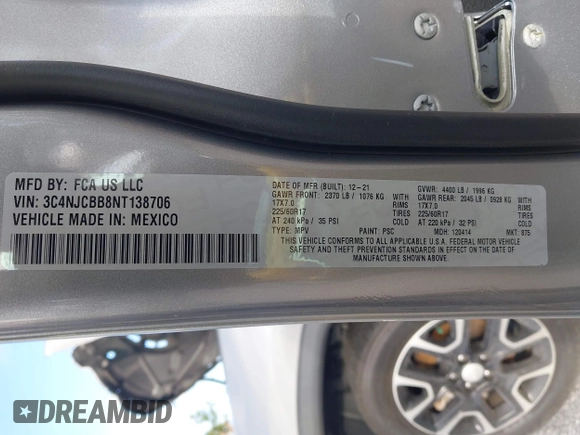 MFD BY: FCA US LLC
VIN: 3C4NJCBB8NT138706
VEHICLE MADE IN: MEXICO
DATE OF MFR (BUILT): 12-21
GVWR: 4400 LB / 1996 KG
GAWR FRONT: 2370 LB / 1076 KG
WITH
GAWR REAR: 2045 LB / 0928 KG
WITH
17X7.0
RIMS
17X7.0
RIMS
225/60R17
TIRES
225/60R17
TIRES
AT 240 kPa / 35 PSI
COLD
AT 220 kPa / 32 PSI
COLD
TYPE: MPV
PAINT: PSC
MDH: 120414
MKT: 875
THIS VEHICLE CONFORMS TO ALL APPLICABLE U.S.A. FEDERAL MOTOR VEHICLE
SAFETY AND THEFT PREVENTION STANDARDS IN EFFECT ON THE DATE OF
MANUFACTURE SHOWN ABOVE.
DREAMBID